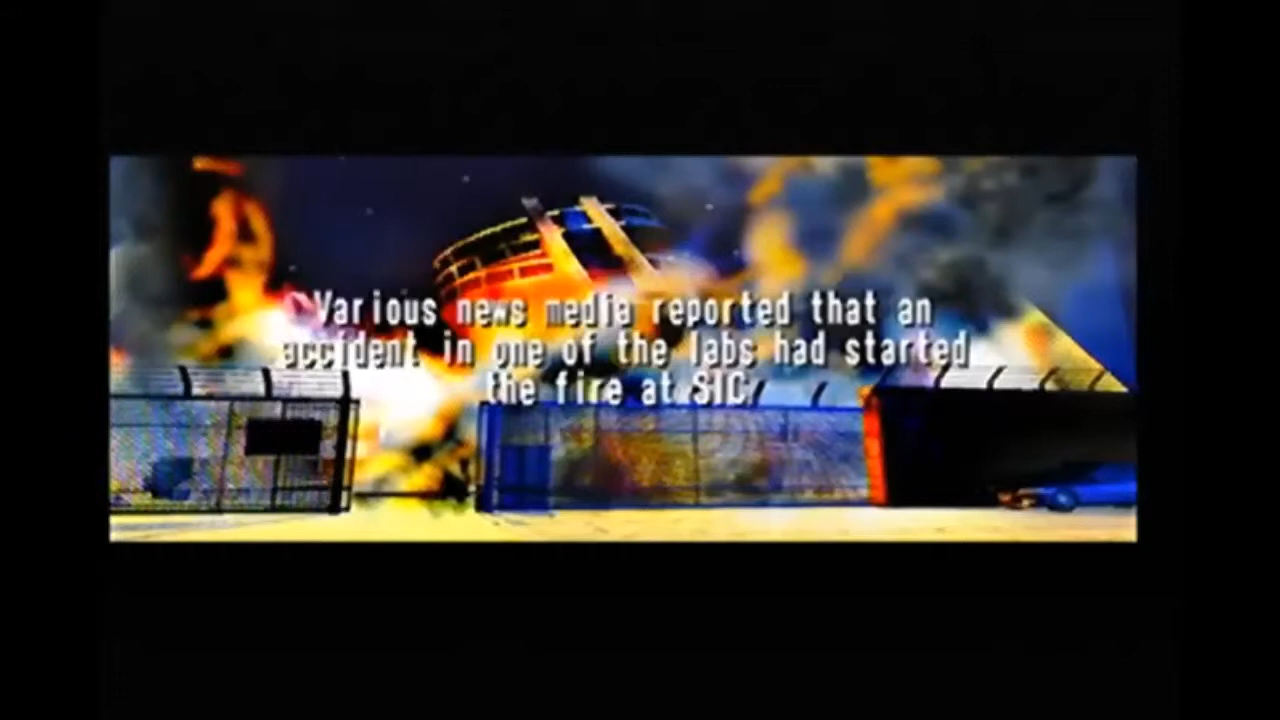 Various news media reported that an
accident in one of the labs had started
the fire at SIC.